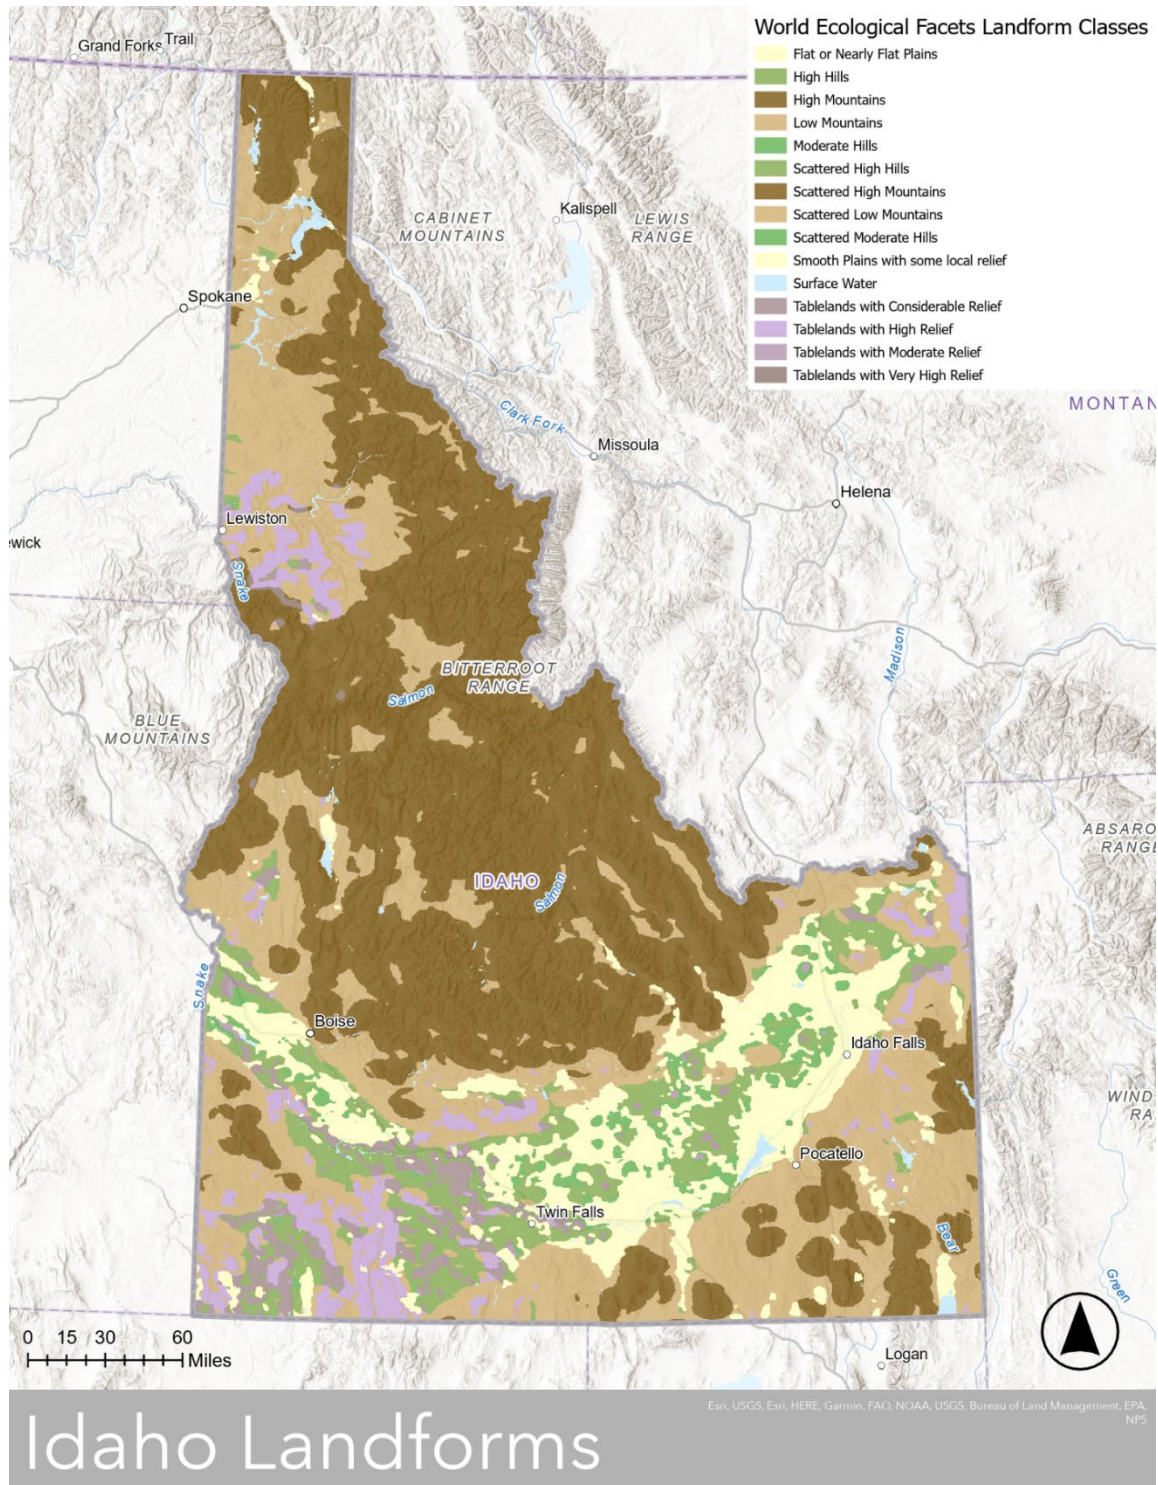 World Ecological Facets Landform Classes
Flat or Nearly Flat Plains
High Hills
High Mountains
Low Mountains
Moderate Hills
Scattered High Hills
Scattered High Mountains
Scattered Low Mountains
Scattered Moderate Hills
Smooth Plains with some local relief
Surface Water
Tablelands with Considerable Relief
Tablelands with High Relief
Tablelands with Moderate Relief
Tablelands with Very High Relief
Grand Forks
Trail
CABINET
MOUNTAINS
Kalispell
LEWIS
RANGE
Spokane
MONTAN
Clark Fork
Missoula
Helena
Lewiston
wick
Snake
Madison
BITTERROOT
RANGE
Salmon
BLUE
MOUNTAINS
ABSARO
RANGE
IDAHO
Salmon
Snake
Boise
Idaho Falls
WIND
RA
Pocatello
Twin Falls
Bear
Green
0 15 30 60
Miles
Logan
Esri, USGS, Esri, HERE, Garmin, FAO, NOAA, USGS, Bureau of Land Management, EPA,
NPS
Idaho Landforms